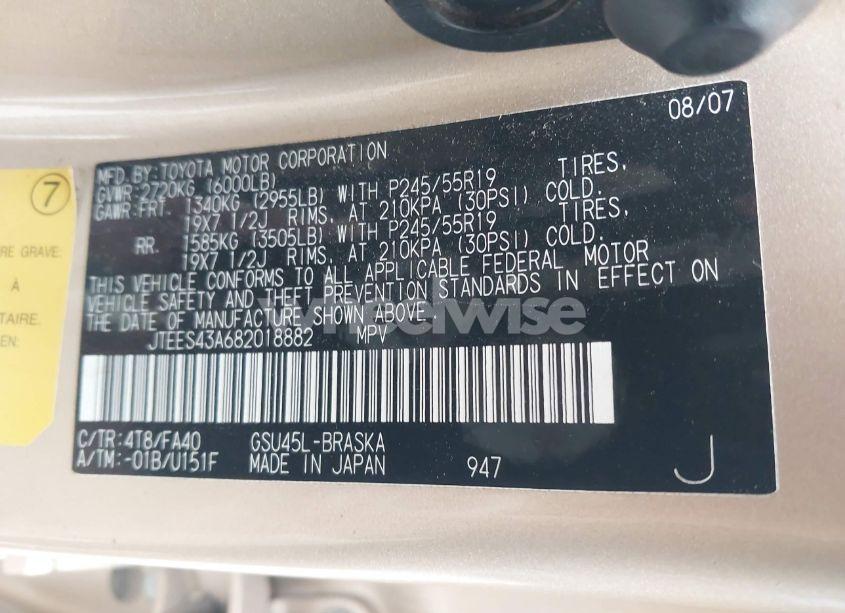 08/07
MFD. BY: TOYOTA MOTOR CORPORATION
GVWR: 2720KG (6000LB)
GAWR: FRT. 1340KG (2955LB) WITH P245/55R19 TIRES,
19X7 1/2J RIMS, AT 210KPA (30PSI) COLD.
RR. 1585KG (3505LB) WITH P245/55R19 TIRES,
19X7 1/2J RIMS, AT 210KPA (30PSI) COLD.
THIS VEHICLE CONFORMS TO ALL APPLICABLE FEDERAL MOTOR
VEHICLE SAFETY AND THEFT PREVENTION STANDARDS IN EFFECT ON
THE DATE OF MANUFACTURE SHOWN ABOVE.
JTEES43A682018882 MPV
C/TR: 4T8/FA40 GSU45L-BRASKA
A/TM: -01B/U151F MADE IN JAPAN 947 J
7
RE GRAVE:
À
TAIRE.
EN:
wheelwise